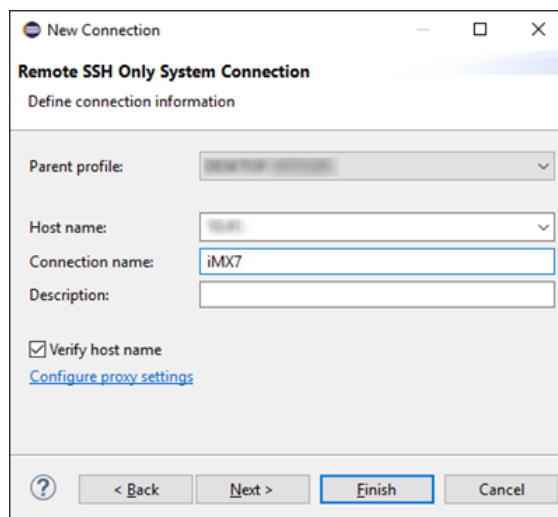 New Connection
Remote SSH Only System Connection
Define connection information
Parent profile:
Host name:
Connection name: iMX7
Description:
Verify host name
Configure proxy settings
? < Back Next > Finish Cancel